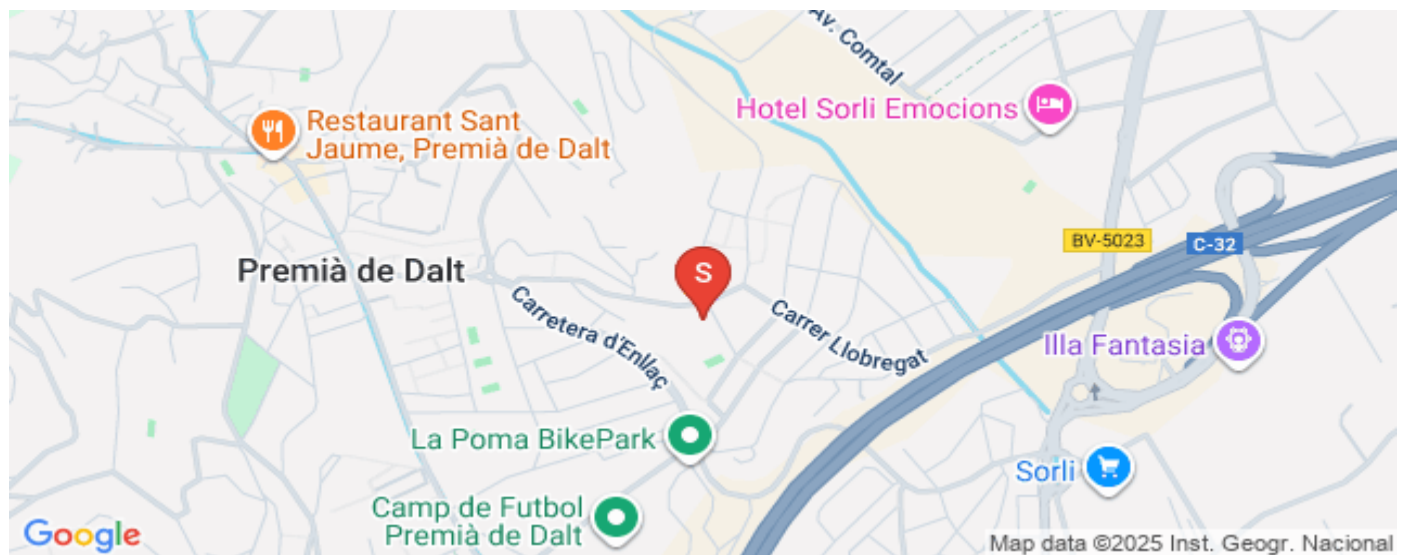 Av. Comtal
Hotel Sorli Emocions
Restaurant Sant
Jaume, Premià de Dalt
BV-5023
C-32
Premià de Dalt
S
Carretera d'Enllaç
Carrer Llobregat
Illa Fantasia
La Poma BikePark
Sorli
Camp de Futbol
Premià de Dalt
Google
Map data ©2025 Inst. Geogr. Nacional